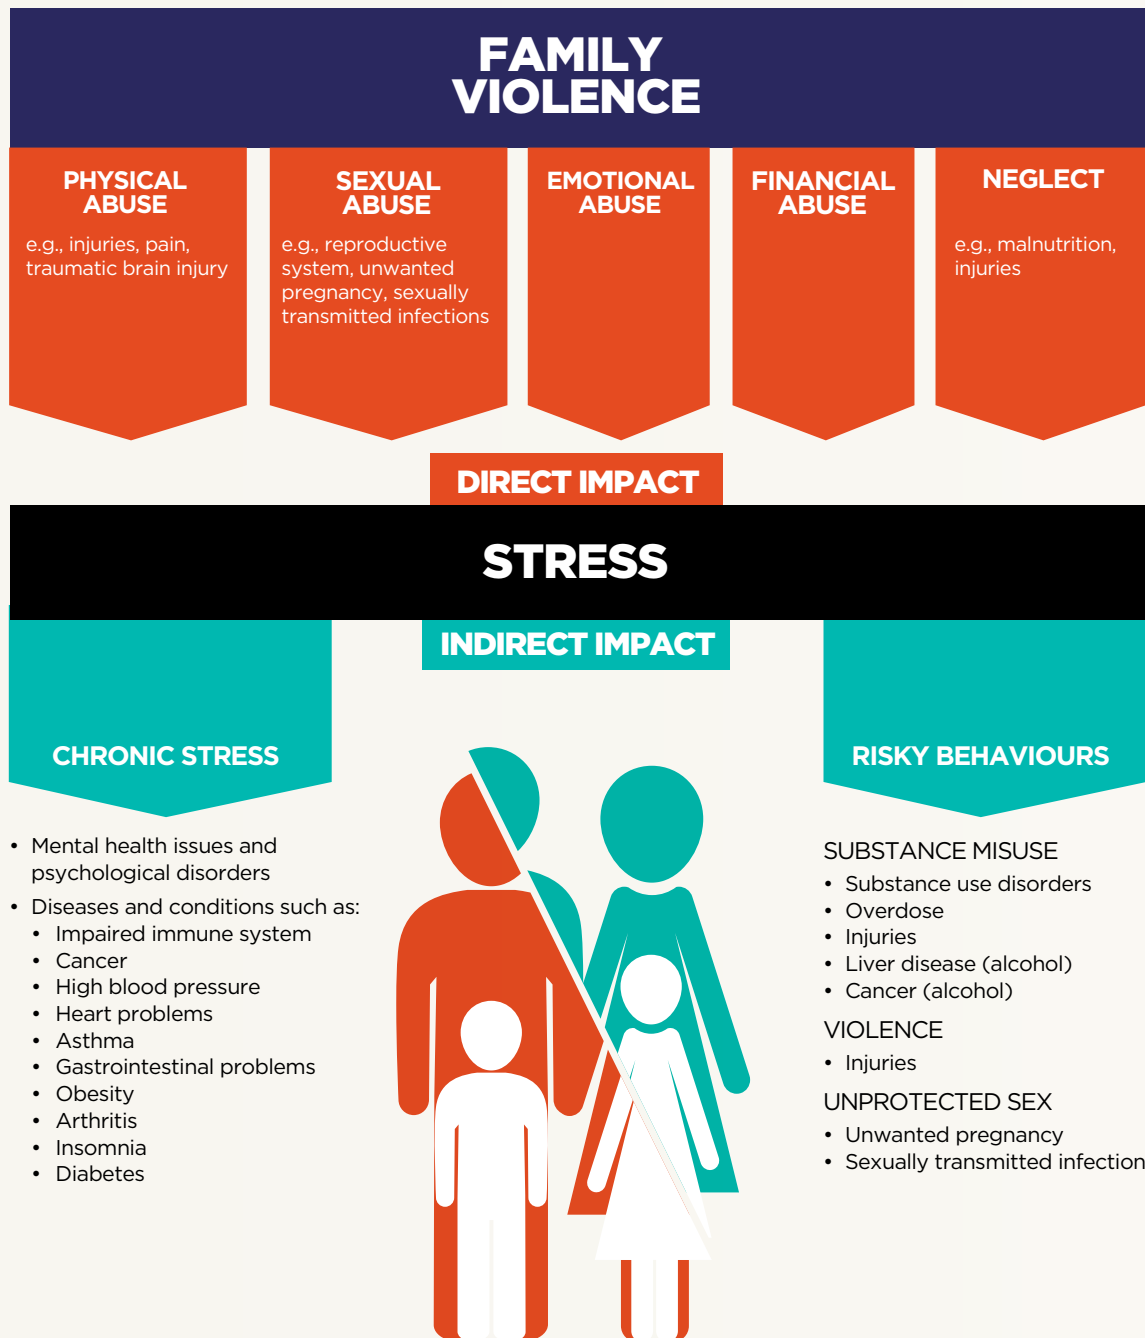 FAMILY
VIOLENCE
PHYSICAL
ABUSE
e.g., injuries, pain,
traumatic brain injury
SEXUAL
ABUSE
e.g., reproductive
system, unwanted
pregnancy, sexually
transmitted infections
EMOTIONAL
ABUSE
FINANCIAL
ABUSE
NEGLECT
e.g., malnutrition,
injuries
DIRECT IMPACT
STRESS
INDIRECT IMPACT
CHRONIC STRESS
• Mental health issues and
psychological disorders
• Diseases and conditions such as:
• Impaired immune system
• Cancer
• High blood pressure
• Heart problems
• Asthma
• Gastrointestinal problems
• Obesity
• Arthritis
• Insomnia
• Diabetes
RISKY BEHAVIOURS
SUBSTANCE MISUSE
• Substance use disorders
• Overdose
• Injuries
• Liver disease (alcohol)
• Cancer (alcohol)
VIOLENCE
• Injuries
UNPROTECTED SEX
• Unwanted pregnancy
• Sexually transmitted infection